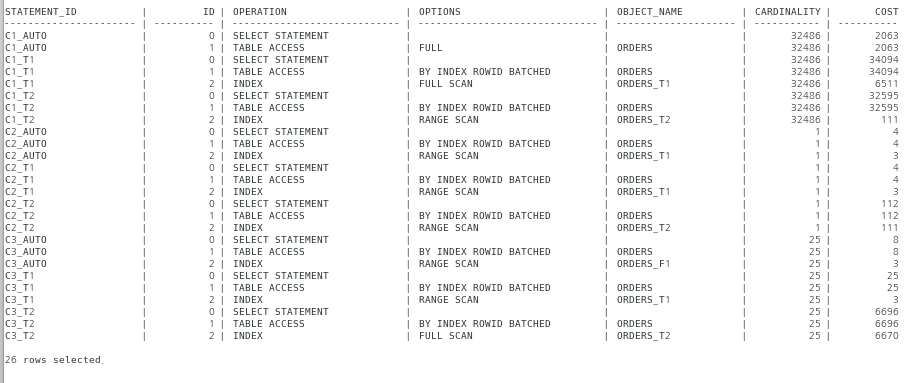 STATEMENT_ID | ID | OPERATION | OPTIONS | OBJECT_NAME | CARDINALITY | COST
---------------------- | ---------- | ---------------------------- | ------------------------------ | -------------------- | ----------- | ----------
C1_AUTO | 0 | SELECT STATEMENT | | | 32486 | 2063
C1_AUTO | 1 | TABLE ACCESS | FULL | ORDERS | 32486 | 2063
C1_T1 | 0 | SELECT STATEMENT | | | 32486 | 34094
C1_T1 | 1 | TABLE ACCESS | BY INDEX ROWID BATCHED | ORDERS | 32486 | 34094
C1_T1 | 2 | INDEX | FULL SCAN | ORDERS_T1 | 32486 | 6511
C1_T2 | 0 | SELECT STATEMENT | | | 32486 | 32595
C1_T2 | 1 | TABLE ACCESS | BY INDEX ROWID BATCHED | ORDERS | 32486 | 32595
C1_T2 | 2 | INDEX | RANGE SCAN | ORDERS_T2 | 32486 | 111
C2_AUTO | 0 | SELECT STATEMENT | | | 1 | 4
C2_AUTO | 1 | TABLE ACCESS | BY INDEX ROWID BATCHED | ORDERS | 1 | 4
C2_AUTO | 2 | INDEX | RANGE SCAN | ORDERS_T1 | 1 | 3
C2_T1 | 0 | SELECT STATEMENT | | | 1 | 4
C2_T1 | 1 | TABLE ACCESS | BY INDEX ROWID BATCHED | ORDERS | 1 | 4
C2_T1 | 2 | INDEX | RANGE SCAN | ORDERS_T1 | 1 | 3
C2_T2 | 0 | SELECT STATEMENT | | | 1 | 112
C2_T2 | 1 | TABLE ACCESS | BY INDEX ROWID BATCHED | ORDERS | 1 | 112
C2_T2 | 2 | INDEX | RANGE SCAN | ORDERS_T2 | 1 | 111
C3_AUTO | 0 | SELECT STATEMENT | | | 25 | 8
C3_AUTO | 1 | TABLE ACCESS | BY INDEX ROWID BATCHED | ORDERS | 25 | 8
C3_AUTO | 2 | INDEX | RANGE SCAN | ORDERS_F1 | 25 | 3
C3_T1 | 0 | SELECT STATEMENT | | | 25 | 25
C3_T1 | 1 | TABLE ACCESS | BY INDEX ROWID BATCHED | ORDERS | 25 | 25
C3_T1 | 2 | INDEX | RANGE SCAN | ORDERS_T1 | 25 | 3
C3_T2 | 0 | SELECT STATEMENT | | | 25 | 6696
C3_T2 | 1 | TABLE ACCESS | BY INDEX ROWID BATCHED | ORDERS | 25 | 6696
C3_T2 | 2 | INDEX | FULL SCAN | ORDERS_T2 | 25 | 6670
26 rows selected.